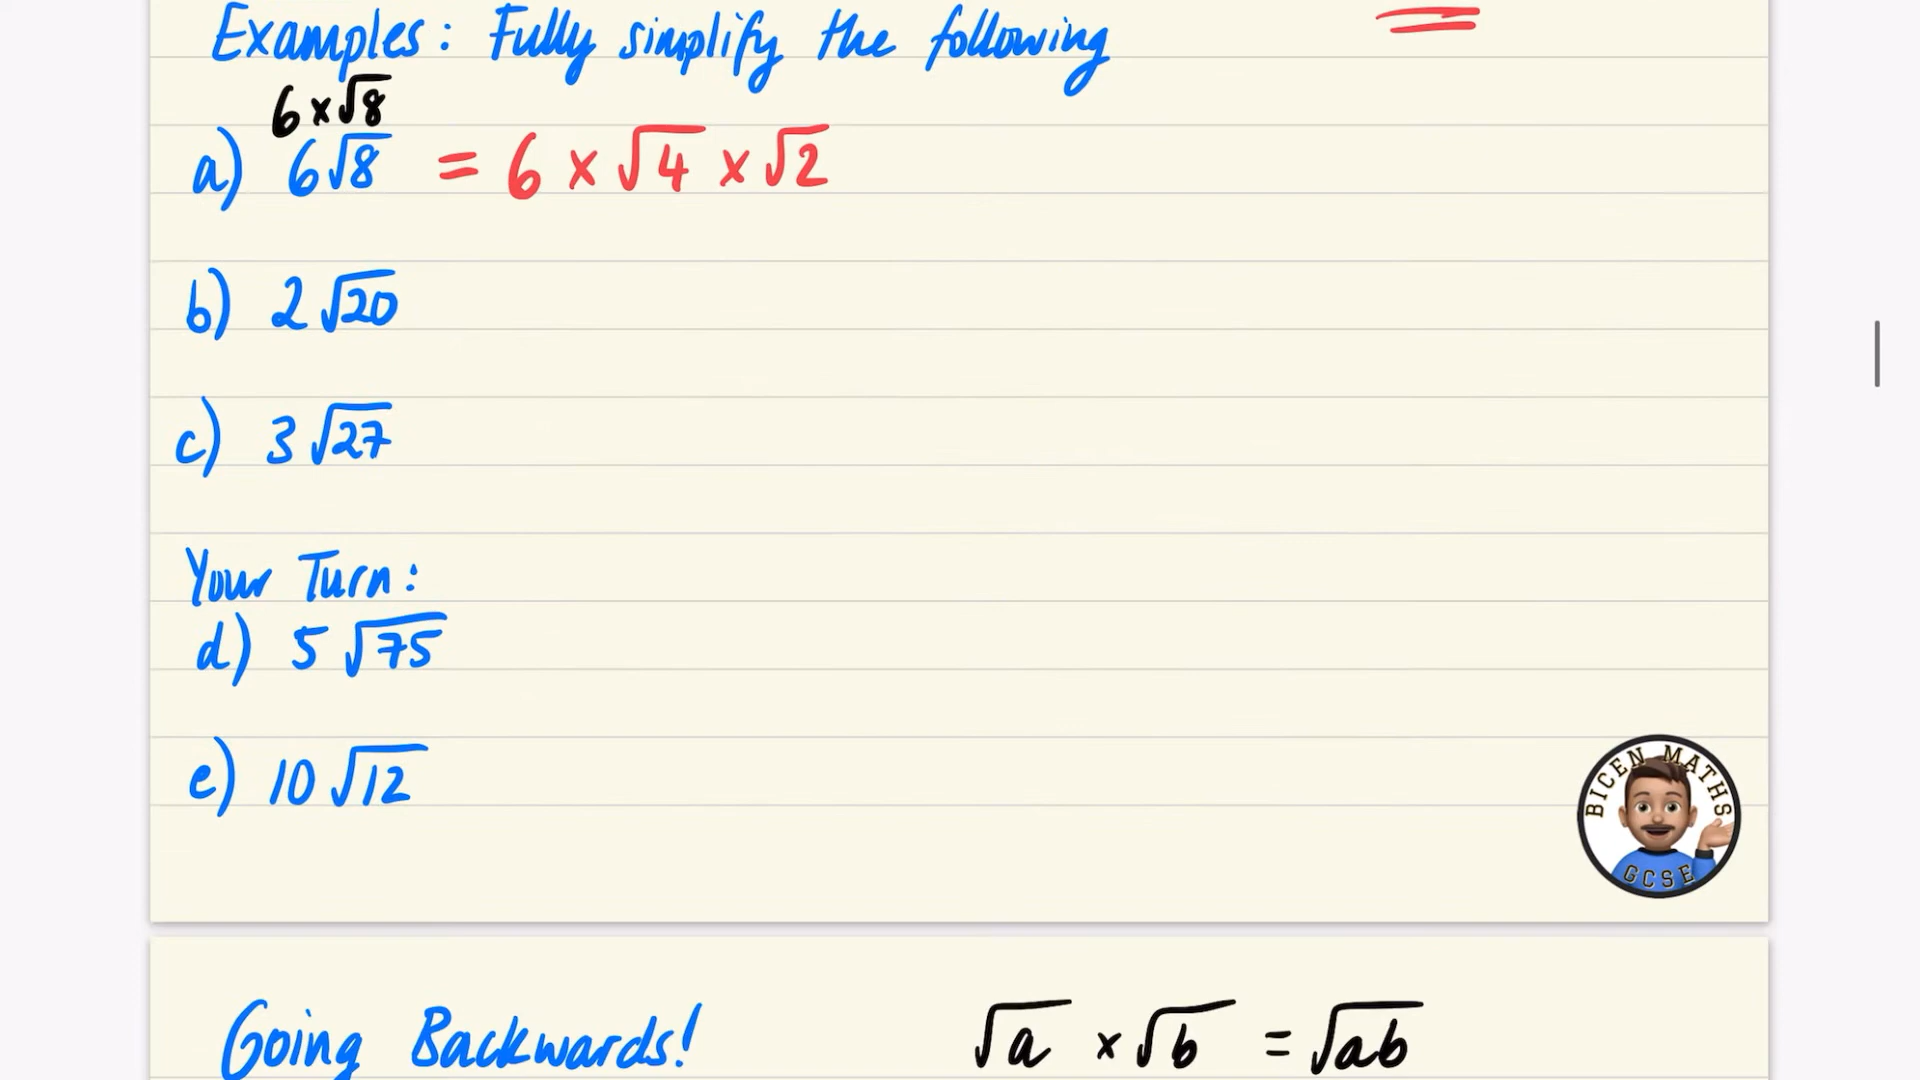 Examples: Fully simplify the following
6 × √8
a) 6√8 = 6 × √4 × √2
b) 2√20
c) 3√27
Your Turn:
d) 5√75
e) 10√12
BICEN MATHS
GCSE
Going Backwards! √a × √b = √ab